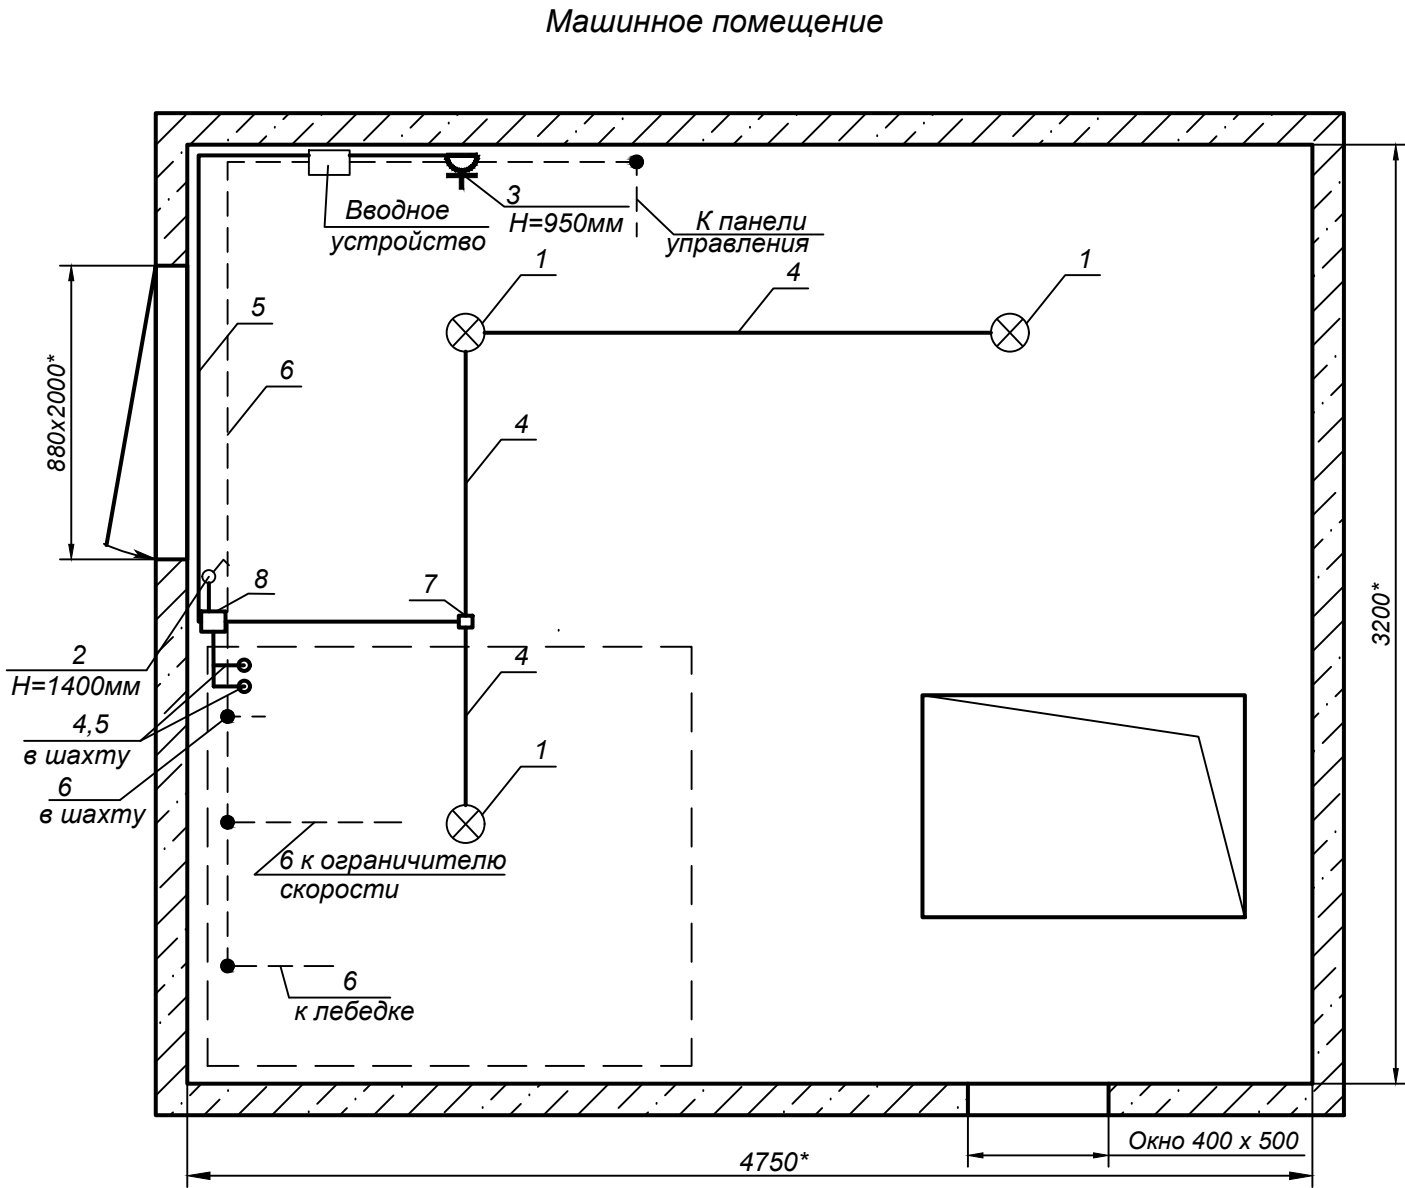 Машинное помещение
3
Н=950мм
Вводное
устройство
К панели
управления
1
4
1
5
6
880х2000*
4
8
7
3200*
2
Н=1400мм
4
4,5
в шахту
6
в шахту
1
6 к ограничителю
скорости
6
к лебедке
Окно 400 х 500
4750*